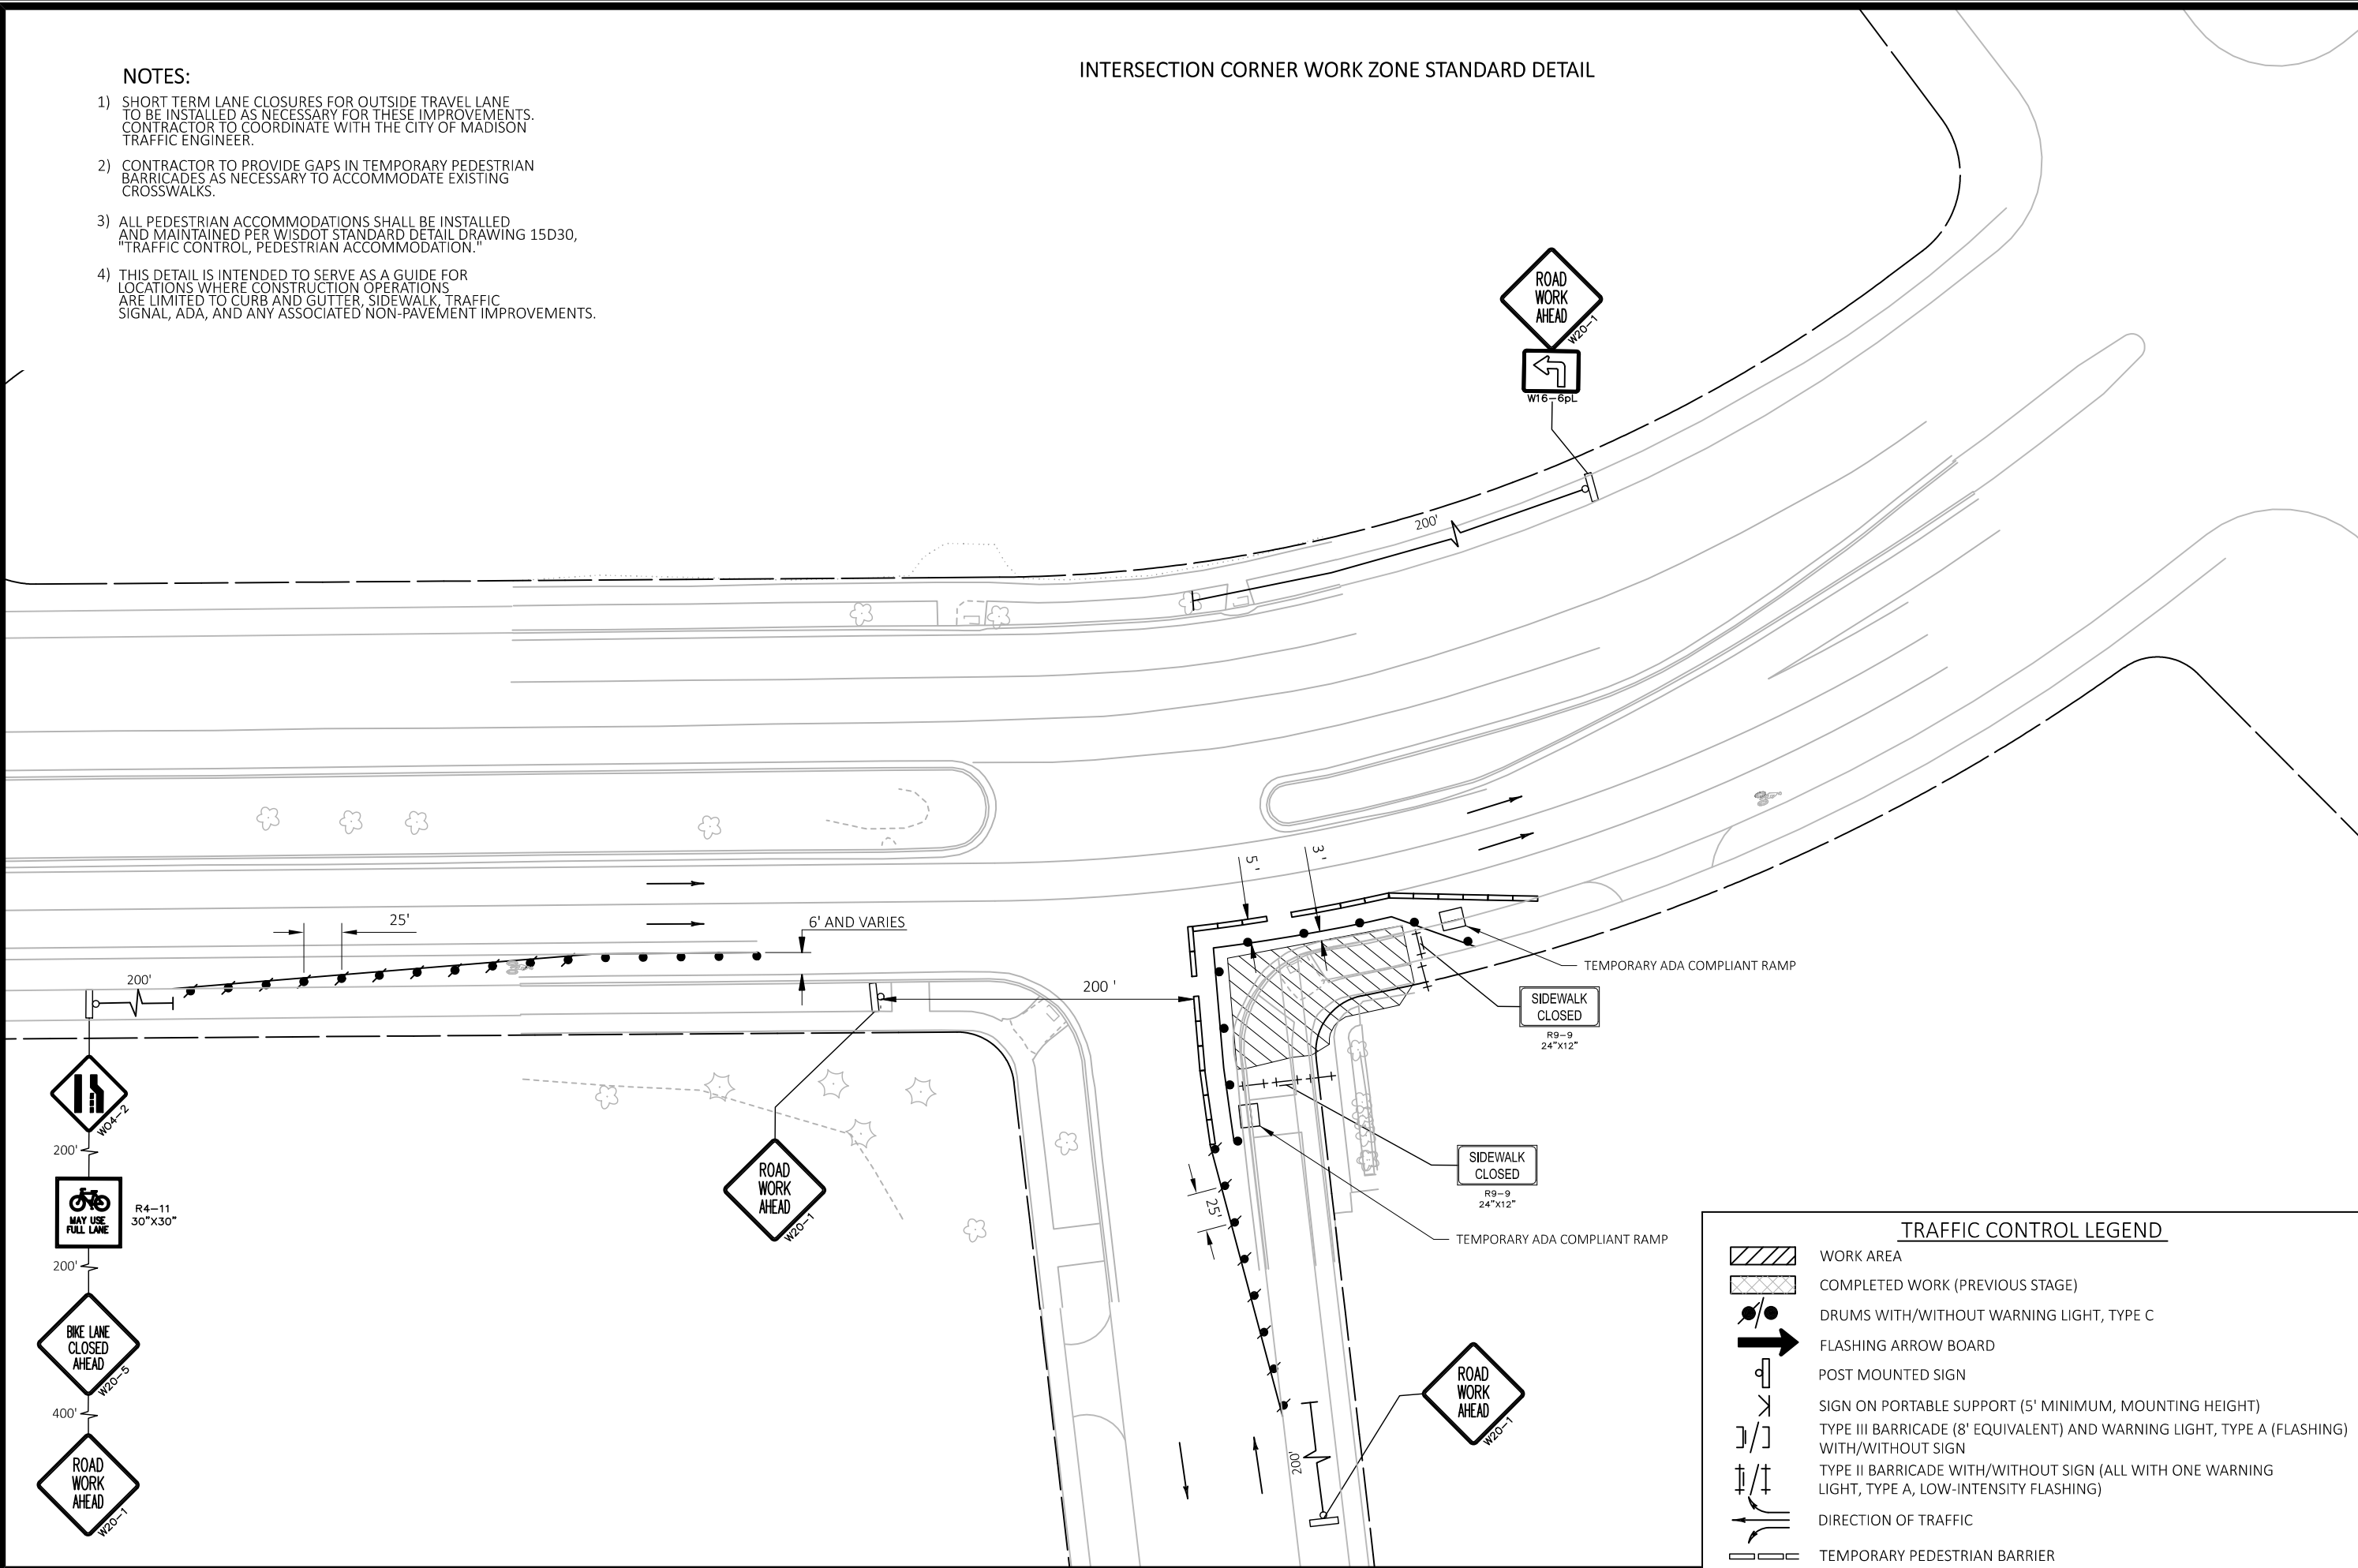 INTERSECTION CORNER WORK ZONE STANDARD DETAIL
NOTES:
1) SHORT TERM LANE CLOSURES FOR OUTSIDE TRAVEL LANE
TO BE INSTALLED AS NECESSARY FOR THESE IMPROVEMENTS.
CONTRACTOR TO COORDINATE WITH THE CITY OF MADISON
TRAFFIC ENGINEER.
2) CONTRACTOR TO PROVIDE GAPS IN TEMPORARY PEDESTRIAN
BARRICADES AS NECESSARY TO ACCOMMODATE EXISTING
CROSSWALKS.
3) ALL PEDESTRIAN ACCOMMODATIONS SHALL BE INSTALLED
AND MAINTAINED PER WISDOT STANDARD DETAIL DRAWING 15D30,
"TRAFFIC CONTROL, PEDESTRIAN ACCOMMODATION."
4) THIS DETAIL IS INTENDED TO SERVE AS A GUIDE FOR
LOCATIONS WHERE CONSTRUCTION OPERATIONS
ARE LIMITED TO CURB AND GUTTER, SIDEWALK, TRAFFIC
SIGNAL, ADA, AND ANY ASSOCIATED NON-PAVEMENT IMPROVEMENTS.
ROAD
WORK
AHEAD
W20-1
W16-6pL
200'
5'
3'
25'
6' AND VARIES
200'
200 '
TEMPORARY ADA COMPLIANT RAMP
SIDEWALK
CLOSED
R9-9
24"X12"
W04-2
200'
MAY USE
FULL LANE
R4-11
30"X30"
200'
BIKE LANE
CLOSED
AHEAD
W20-5
400'
ROAD
WORK
AHEAD
W20-1
ROAD
WORK
AHEAD
W20-1
SIDEWALK
CLOSED
R9-9
24"X12"
25'
TEMPORARY ADA COMPLIANT RAMP
ROAD
WORK
AHEAD
W20-1
200'
TRAFFIC CONTROL LEGEND
WORK AREA
COMPLETED WORK (PREVIOUS STAGE)
DRUMS WITH/WITHOUT WARNING LIGHT, TYPE C
FLASHING ARROW BOARD
POST MOUNTED SIGN
SIGN ON PORTABLE SUPPORT (5' MINIMUM, MOUNTING HEIGHT)
TYPE III BARRICADE (8' EQUIVALENT) AND WARNING LIGHT, TYPE A (FLASHING)
WITH/WITHOUT SIGN
TYPE II BARRICADE WITH/WITHOUT SIGN (ALL WITH ONE WARNING
LIGHT, TYPE A, LOW-INTENSITY FLASHING)
DIRECTION OF TRAFFIC
TEMPORARY PEDESTRIAN BARRIER